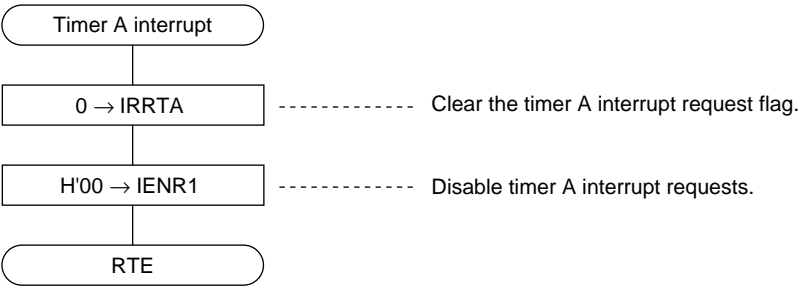 Timer A interrupt
0 → IRRTA
Clear the timer A interrupt request flag.
H'00 → IENR1
Disable timer A interrupt requests.
RTE